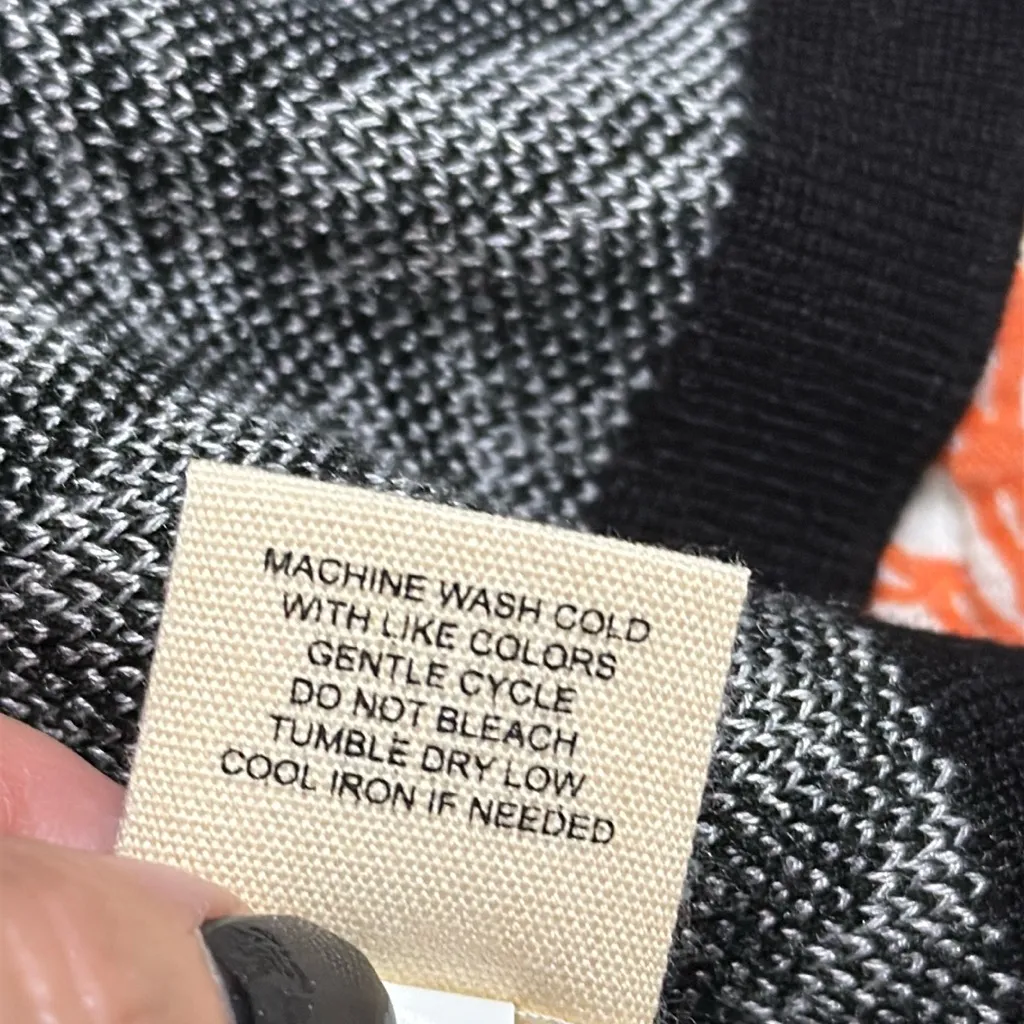 MACHINE WASH COLD
WITH LIKE COLORS
GENTLE CYCLE
DO NOT BLEACH
TUMBLE DRY LOW
COOL IRON IF NEEDED